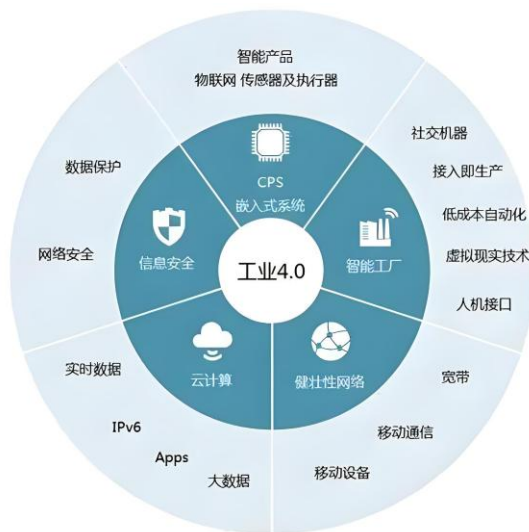 智能产品
物联网 传感器及执行器
社交机器
接入即生产
低成本自动化
虚拟现实技术
人机接口
数据保护
网络安全
CPS
嵌入式系统
信息安全
工业4.0
智能工厂
云计算
健壮性网络
实时数据
IPv6
Apps
大数据
宽带
移动通信
移动设备